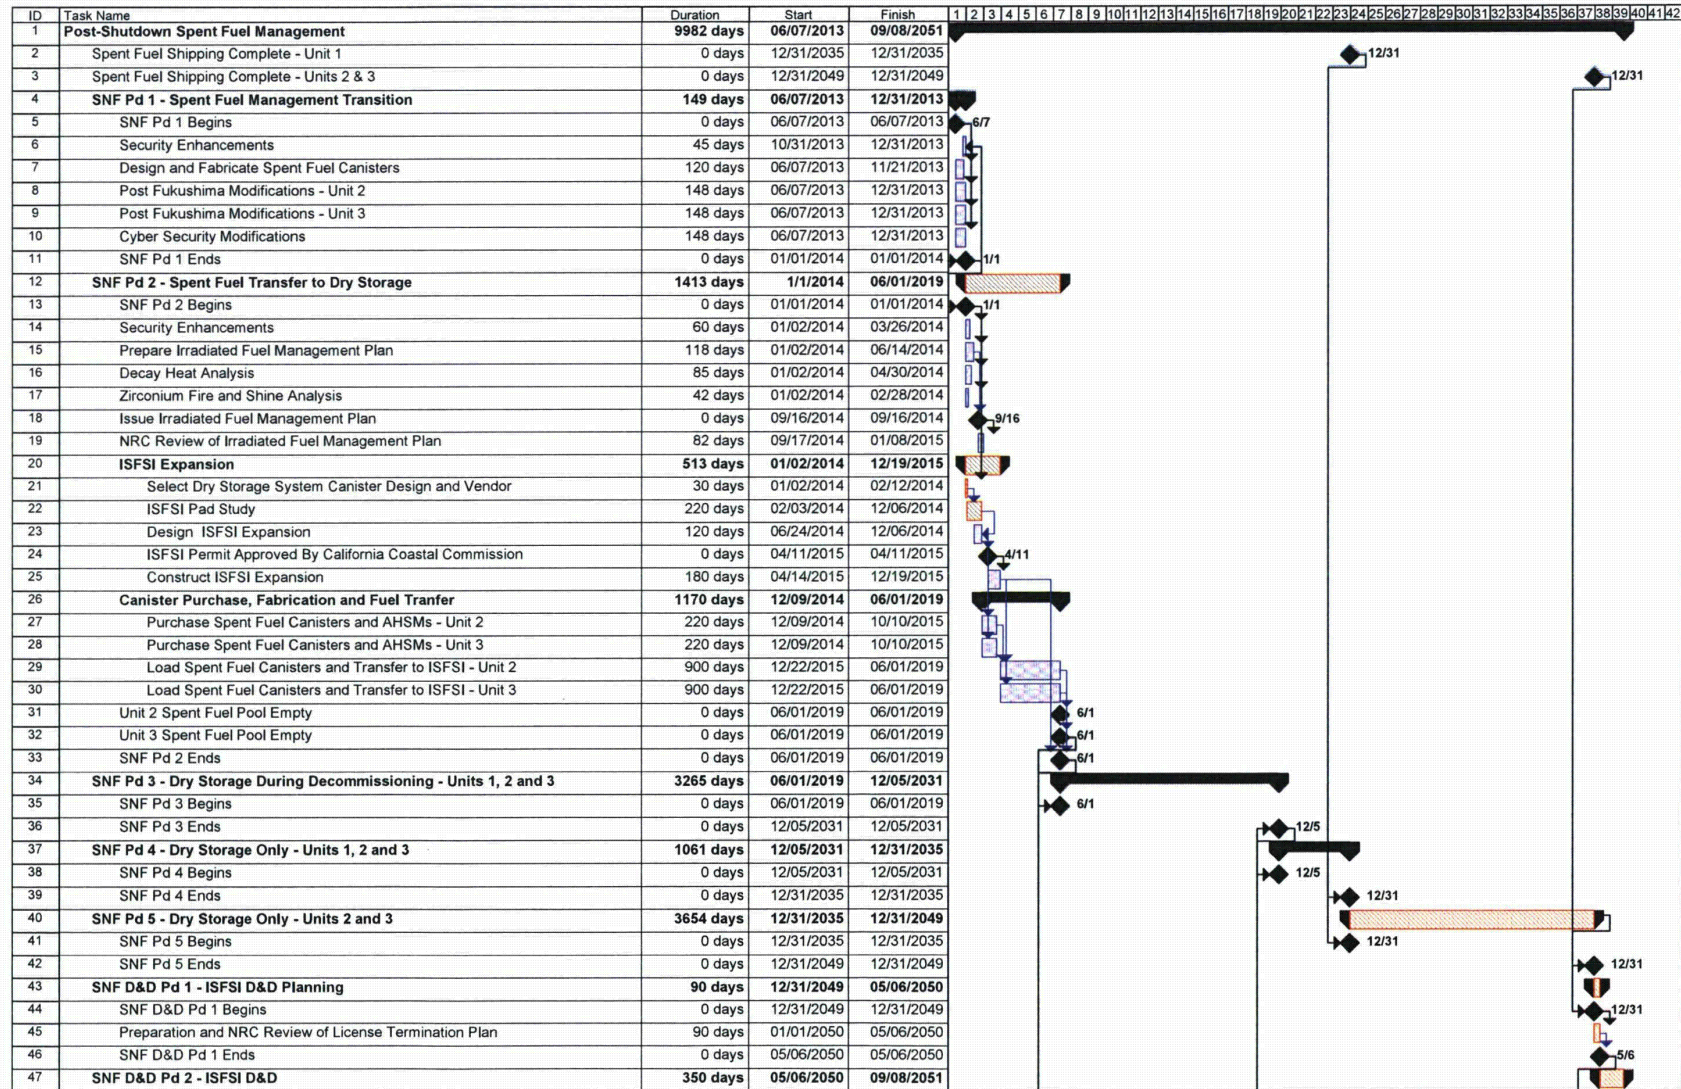 ID Task Name Duration Start Finish 1 2 3 4 5 6 7 8 9 10 11 12 13 14 15 16 17 18 19 20 21 22 23 24 25 26 27 28 29 30 31 32 33 34 35 36 37 38 39 40 41 42
1 Post-Shutdown Spent Fuel Management 9982 days 06/07/2013 09/08/2051
2 Spent Fuel Shipping Complete - Unit 1 0 days 12/31/2035 12/31/2035 12/31
3 Spent Fuel Shipping Complete - Units 2 & 3 0 days 12/31/2049 12/31/2049 12/31
4 SNF Pd 1 - Spent Fuel Management Transition 149 days 06/07/2013 12/31/2013
5 SNF Pd 1 Begins 0 days 06/07/2013 06/07/2013 6/7
6 Security Enhancements 45 days 10/31/2013 12/31/2013
7 Design and Fabricate Spent Fuel Canisters 120 days 06/07/2013 11/21/2013
8 Post Fukushima Modifications - Unit 2 148 days 06/07/2013 12/31/2013
9 Post Fukushima Modifications - Unit 3 148 days 06/07/2013 12/31/2013
10 Cyber Security Modifications 148 days 06/07/2013 12/31/2013
11 SNF Pd 1 Ends 0 days 01/01/2014 01/01/2014 1/1
12 SNF Pd 2 - Spent Fuel Transfer to Dry Storage 1413 days 1/1/2014 06/01/2019
13 SNF Pd 2 Begins 0 days 01/01/2014 01/01/2014 1/1
14 Security Enhancements 60 days 01/02/2014 03/26/2014
15 Prepare Irradiated Fuel Management Plan 118 days 01/02/2014 06/14/2014
16 Decay Heat Analysis 85 days 01/02/2014 04/30/2014
17 Zirconium Fire and Shine Analysis 42 days 01/02/2014 02/28/2014
18 Issue Irradiated Fuel Management Plan 0 days 09/16/2014 09/16/2014 9/16
19 NRC Review of Irradiated Fuel Management Plan 82 days 09/17/2014 01/08/2015
20 ISFSI Expansion 513 days 01/02/2014 12/19/2015
21 Select Dry Storage System Canister Design and Vendor 30 days 01/02/2014 02/12/2014
22 ISFSI Pad Study 220 days 02/03/2014 12/06/2014
23 Design ISFSI Expansion 120 days 06/24/2014 12/06/2014
24 ISFSI Permit Approved By California Coastal Commission 0 days 04/11/2015 04/11/2015 4/11
25 Construct ISFSI Expansion 180 days 04/14/2015 12/19/2015
26 Canister Purchase, Fabrication and Fuel Tranfer 1170 days 12/09/2014 06/01/2019
27 Purchase Spent Fuel Canisters and AHSMs - Unit 2 220 days 12/09/2014 10/10/2015
28 Purchase Spent Fuel Canisters and AHSMs - Unit 3 220 days 12/09/2014 10/10/2015
29 Load Spent Fuel Canisters and Transfer to ISFSI - Unit 2 900 days 12/22/2015 06/01/2019
30 Load Spent Fuel Canisters and Transfer to ISFSI - Unit 3 900 days 12/22/2015 06/01/2019
31 Unit 2 Spent Fuel Pool Empty 0 days 06/01/2019 06/01/2019 6/1
32 Unit 3 Spent Fuel Pool Empty 0 days 06/01/2019 06/01/2019 6/1
33 SNF Pd 2 Ends 0 days 06/01/2019 06/01/2019 6/1
34 SNF Pd 3 - Dry Storage During Decommissioning - Units 1, 2 and 3 3265 days 06/01/2019 12/05/2031
35 SNF Pd 3 Begins 0 days 06/01/2019 06/01/2019 6/1
36 SNF Pd 3 Ends 0 days 12/05/2031 12/05/2031 12/5
37 SNF Pd 4 - Dry Storage Only - Units 1, 2 and 3 1061 days 12/05/2031 12/31/2035
38 SNF Pd 4 Begins 0 days 12/05/2031 12/05/2031 12/5
39 SNF Pd 4 Ends 0 days 12/31/2035 12/31/2035 12/31
40 SNF Pd 5 - Dry Storage Only - Units 2 and 3 3654 days 12/31/2035 12/31/2049
41 SNF Pd 5 Begins 0 days 12/31/2035 12/31/2035 12/31
42 SNF Pd 5 Ends 0 days 12/31/2049 12/31/2049 12/31
43 SNF D&D Pd 1 - ISFSI D&D Planning 90 days 12/31/2049 05/06/2050
44 SNF D&D Pd 1 Begins 0 days 12/31/2049 12/31/2049 12/31
45 Preparation and NRC Review of License Termination Plan 90 days 01/01/2050 05/06/2050
46 SNF D&D Pd 1 Ends 0 days 05/06/2050 05/06/2050 5/6
47 SNF D&D Pd 2 - ISFSI D&D 350 days 05/06/2050 09/08/2051